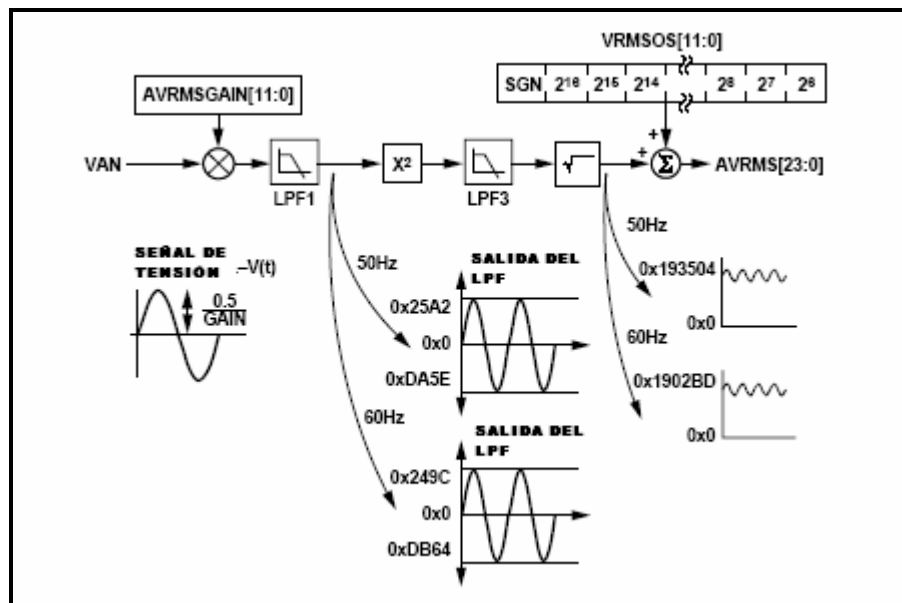 VRMSOS[11:0]
SGN 2¹⁶ 2¹⁵ 2¹⁴ 2⁸ 2⁷ 2⁶
AVRMSGAIN[11:0]
VAN
LPF1
X²
LPF3
√
+
+
Σ
AVRMS[23:0]
SEÑAL DE
TENSIÓN .–V(t)
0.5
GAIN
50Hz
60Hz
SALIDA DEL
LPF
0x25A2
0x0
0xDA5E
SALIDA DEL
LPF
0x249C
0x0
0xDB64
50Hz
0x193504
0x0
60Hz
0x1902BD
0x0